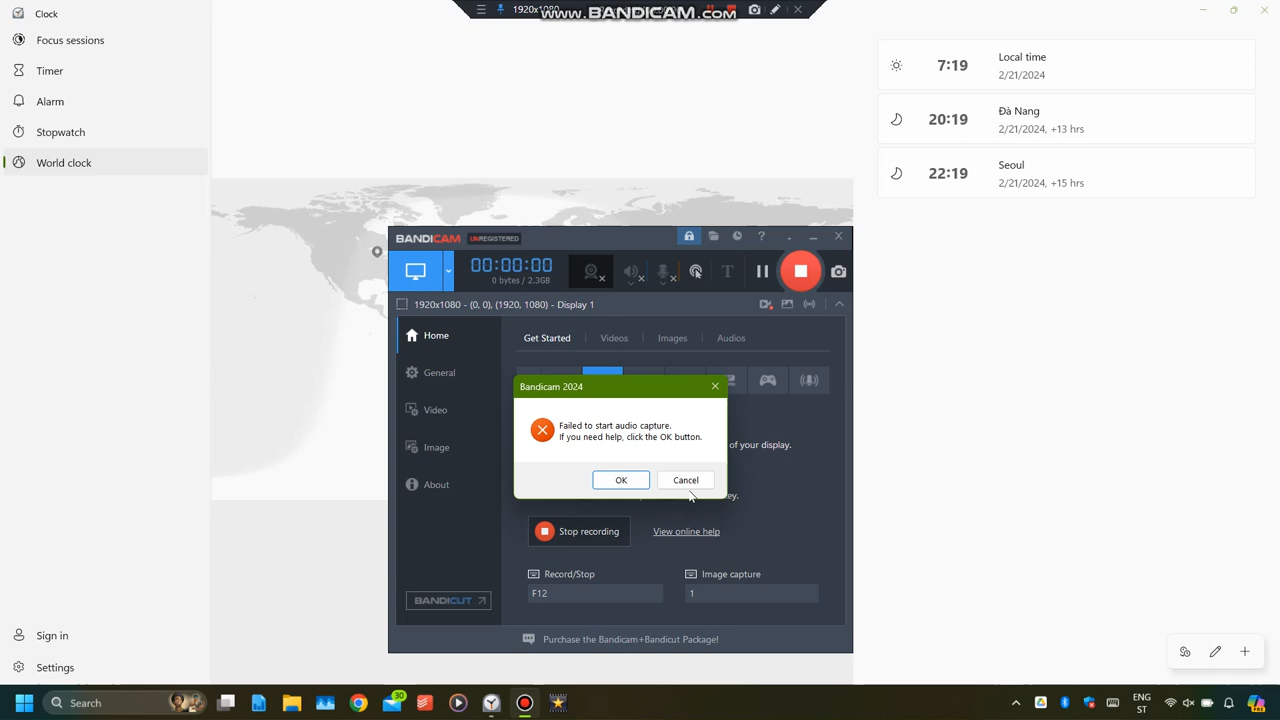 Clock
1920x1080
www.BANDICAM.com
Focus sessions
Timer
Alarm
Stopwatch
World clock
7:19
Local time
2/21/2024
20:19
Đà Nang
2/21/2024, +13 hrs
22:19
Seoul
2/21/2024, +15 hrs
BANDICAM
UNREGISTERED
00:00:00
0 bytes / 2.3GB
1920x1080 - (0, 0), (1920, 1080) - Display 1
Home
General
Video
Image
About
BANDICUT
Get Started
Videos
Images
Audios
Bandicam 2024
Failed to start audio capture.
If you need help, click the OK button.
OK
Cancel
of your display.
Stop recording
View online help
Record/Stop
F12
Image capture
1
Purchase the Bandicam+Bandicut Package!
Sign in
Settings
Search
30
ENG
ST